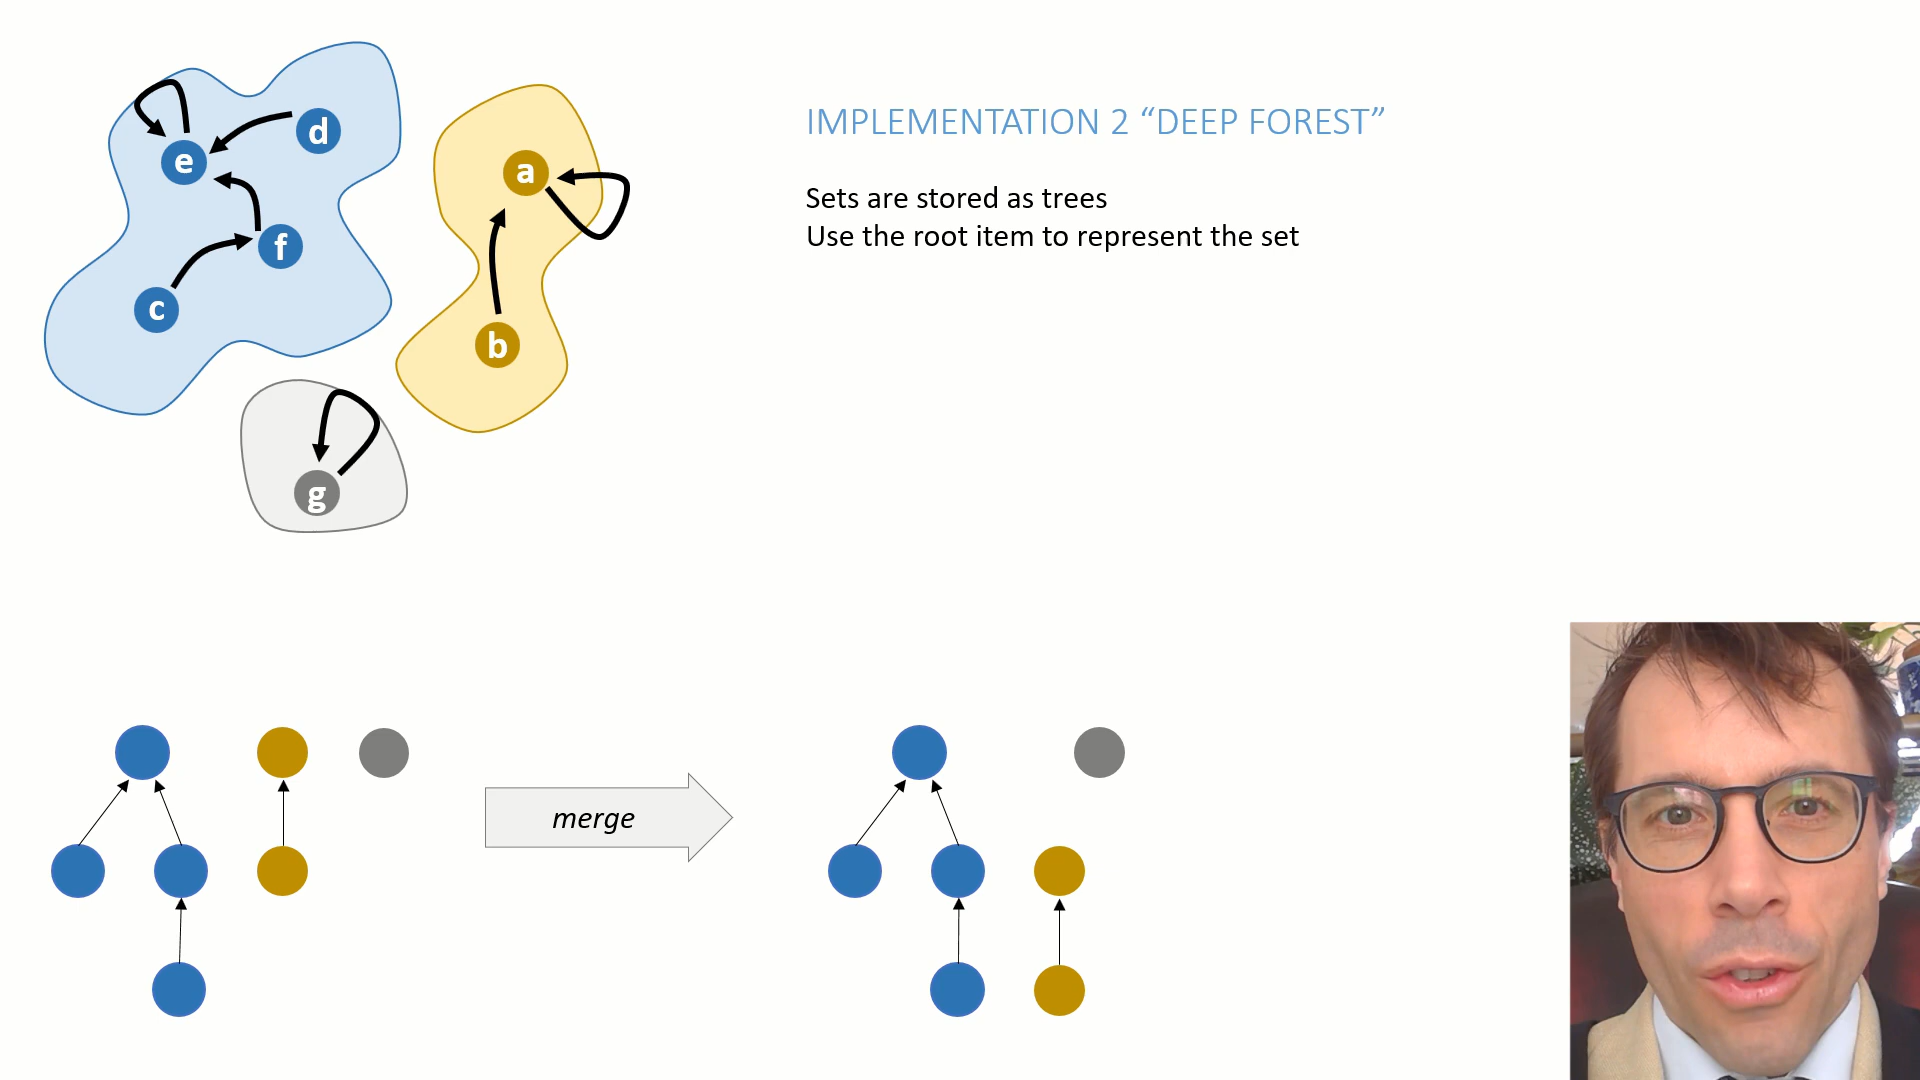 IMPLEMENTATION 2 “DEEP FOREST”
Sets are stored as trees
Use the root item to represent the set
e
d
f
c
a
b
g
merge